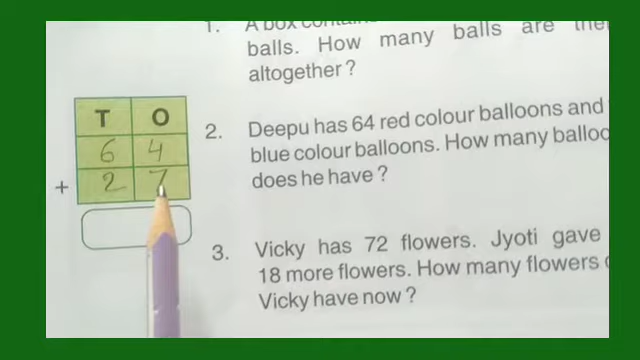 1. A box
balls. How many balls are
altogether?
T O
6 4
+ 2 7
2. Deepu has 64 red colour balloons and
blue colour balloons. How many
does he have?
3. Vicky has 72 flowers. Jyoti gave
18 more flowers. How many flowers
Vicky have now?